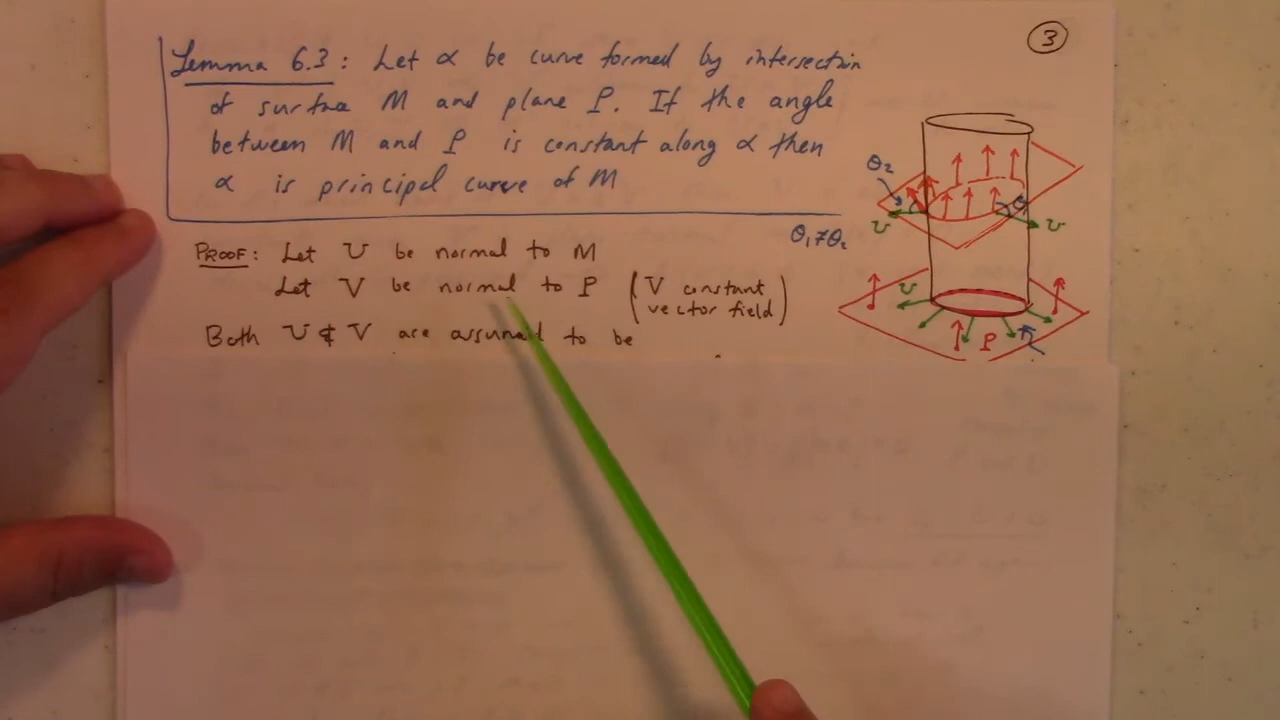 3
Lemma 6.3: Let α be curve formed by intersection
of surface M and plane P. If the angle
between M and P is constant along α then
α is principal curve of M
θ₂
θ
U
U
θ₁≠θ₂
PROOF: Let U be normal to M
Let V be normal to P (V constant vector field)
Both U & V are assumed to be
U
P